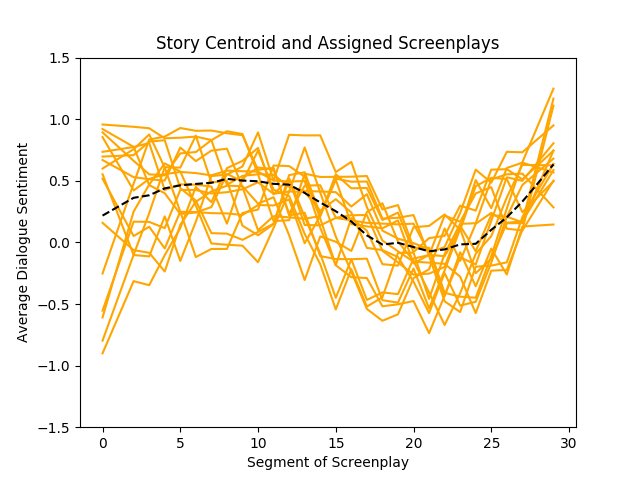 Story Centroid and Assigned Screenplays
1.5
1.0
0.5
0.0
−0.5
−1.0
−1.5
Average Dialogue Sentiment
0 5 10 15 20 25 30
Segment of Screenplay